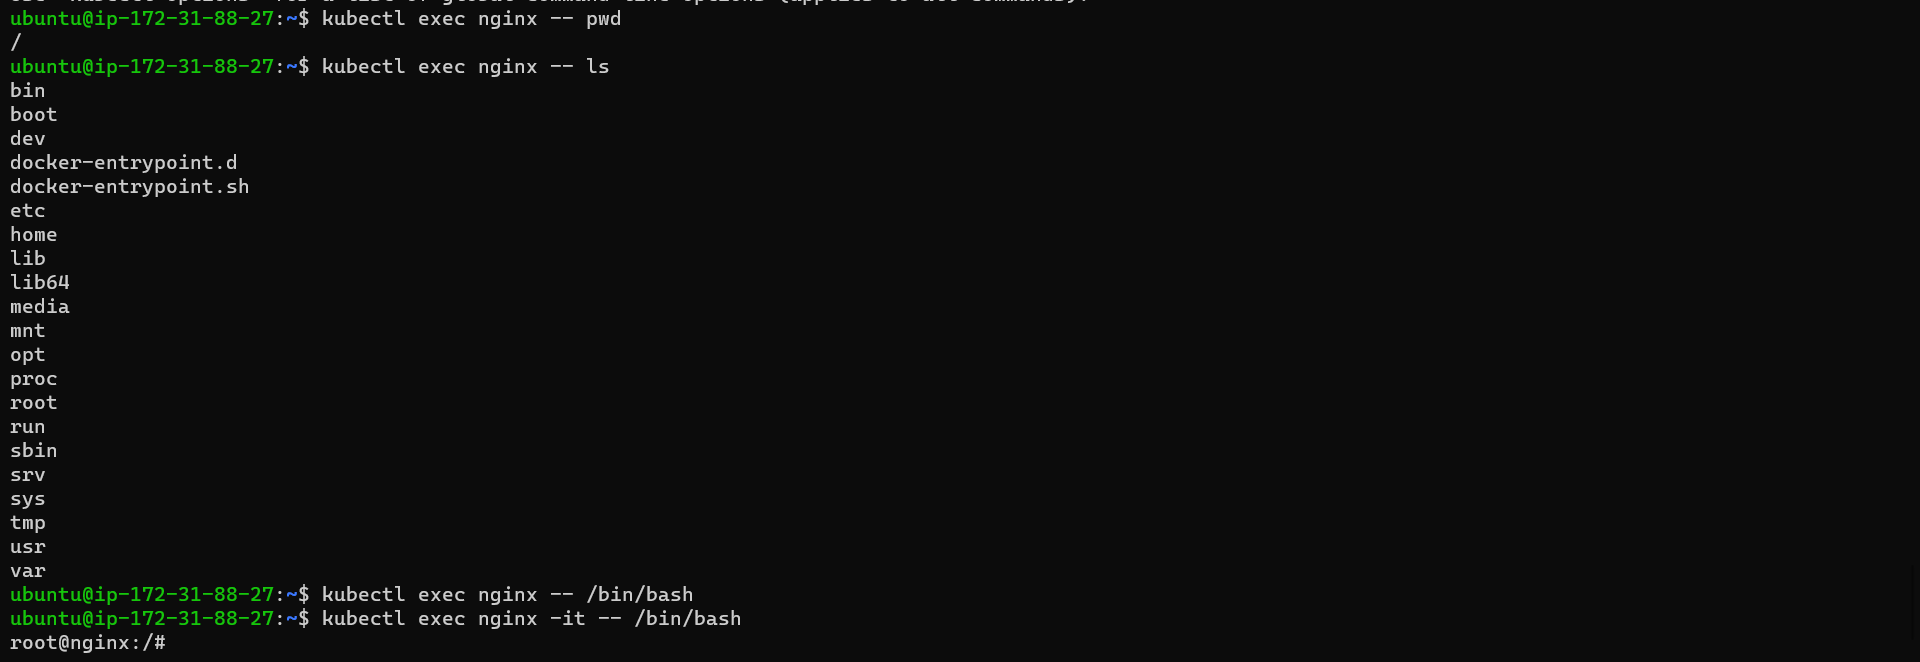 ubuntu@ip-172-31-88-27:~$ kubectl exec nginx -- pwd
/
ubuntu@ip-172-31-88-27:~$ kubectl exec nginx -- ls
bin
boot
dev
docker-entrypoint.d
docker-entrypoint.sh
etc
home
lib
lib64
media
mnt
opt
proc
root
run
sbin
srv
sys
tmp
usr
var
ubuntu@ip-172-31-88-27:~$ kubectl exec nginx -- /bin/bash
ubuntu@ip-172-31-88-27:~$ kubectl exec nginx -it -- /bin/bash
root@nginx:/#